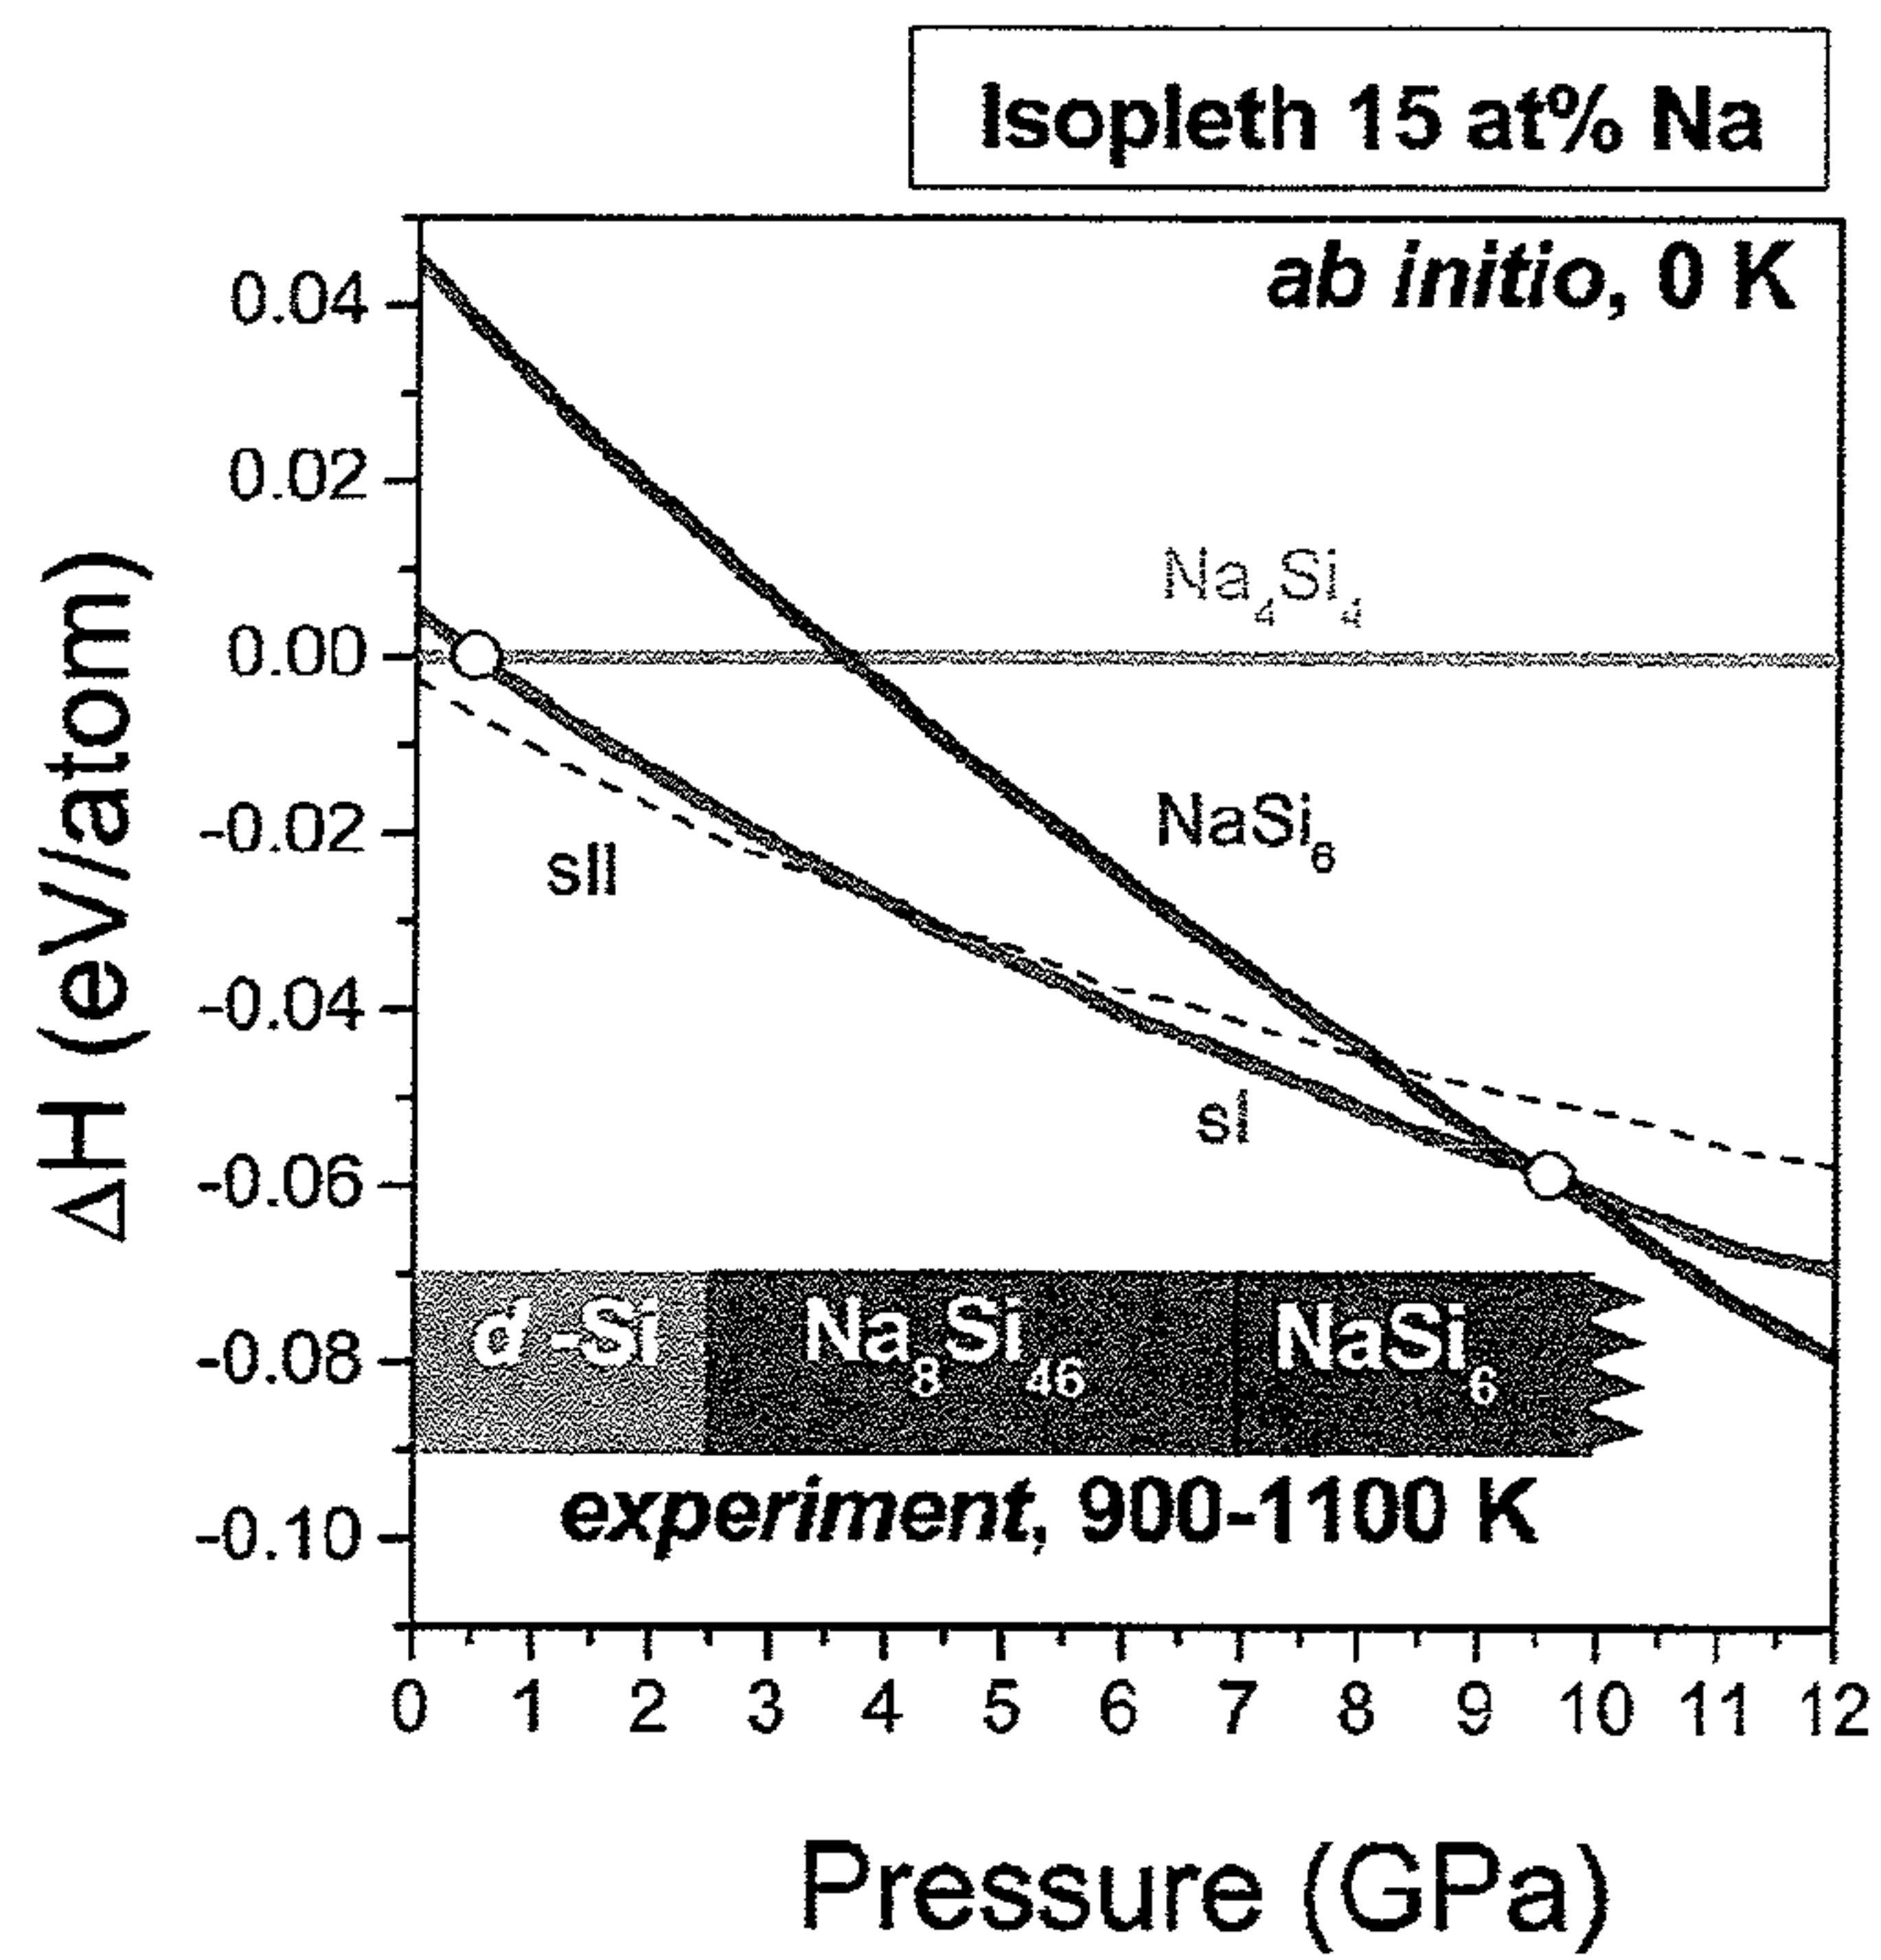 Isopleth 15 at% Na
ab initio, 0 K
0.04
0.02
0.00
-0.02
-0.04
-0.06
-0.08
-0.10
ΔH (eV/atom)
Na₄Si₄
NaSi₆
sII
sI
d-Si
Na₈Si₄₆
NaSi₆
experiment, 900-1100 K
0 1 2 3 4 5 6 7 8 9 10 11 12
Pressure (GPa)